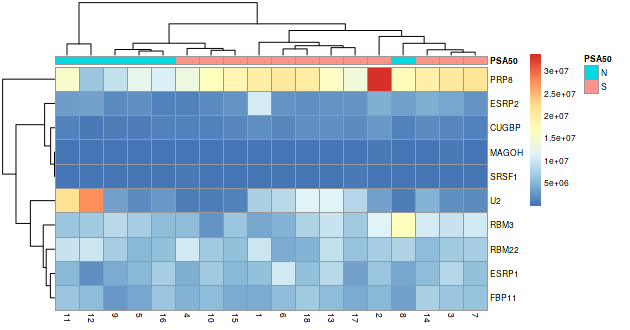 PSA50
PSA50
N
S
PRP8
ESRP2
CUGBP
MAGOH
SRSF1
U2
RBM3
RBM22
ESRP1
FBP11
3e+07
2.5e+07
2e+07
1.5e+07
1e+07
5e+06
11 12 9 5 16 4 10 15 1 6 18 13 17 2 8 14 3 7